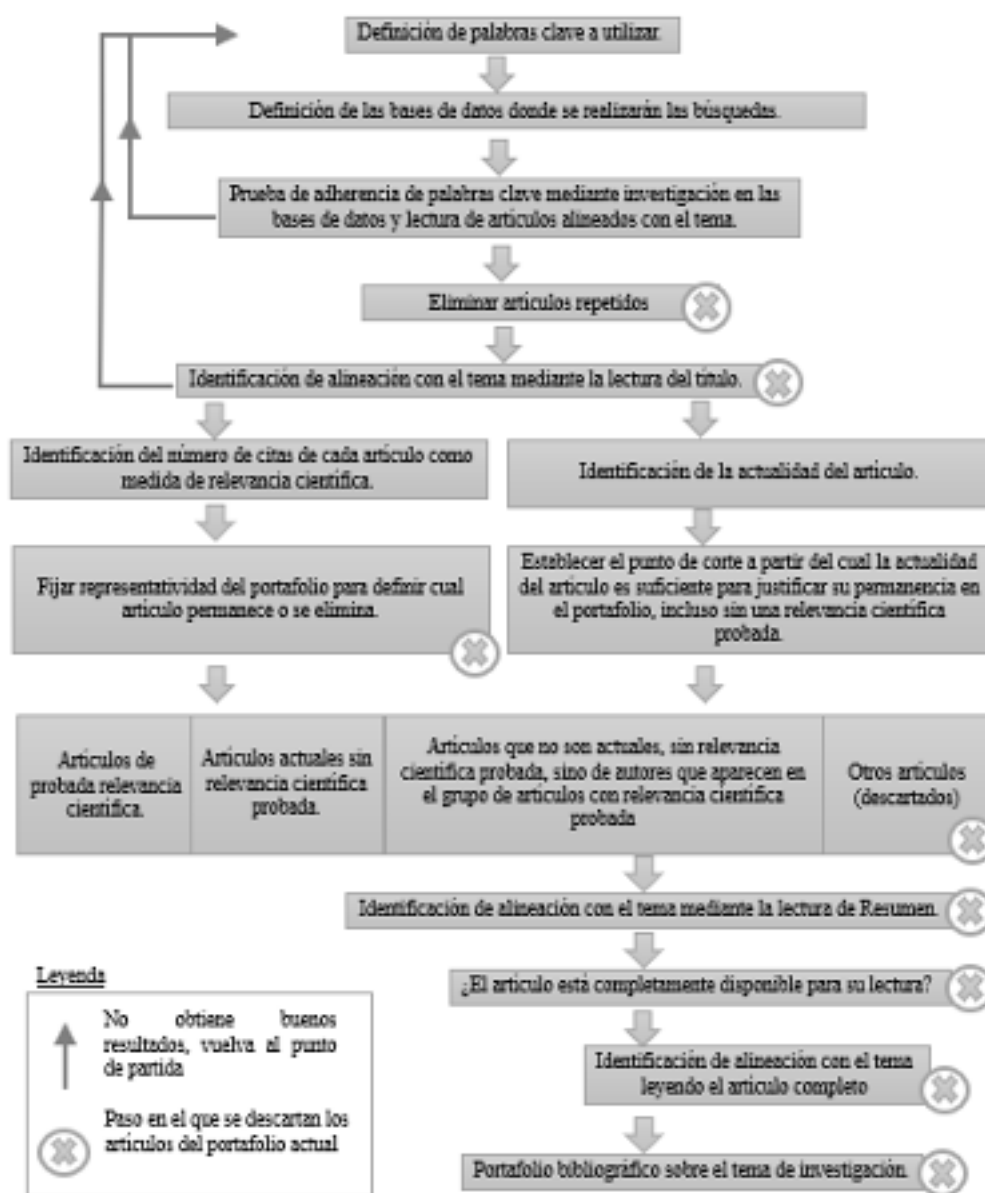 Definición de palabras clave a utilizar.
Definición de las bases de datos donde se realizarán las búsquedas.
Prueba de adherencia de palabras clave mediante investigación en las
bases de datos y lectura de artículos alineados con el tema.
Eliminar artículos repetidos
Identificación de alineación con el tema mediante la lectura del título.
Identificación del número de citas de cada artículo como
medida de relevancia científica.
Identificación de la actualidad del artículo.
Fijar representatividad del portafolio para definir cual
artículo permanece o se elimina.
Establecer el punto de corte a partir del cual la actualidad
del artículo es suficiente para justificar su permanencia en
el portafolio, incluso sin una relevancia científica
probada.
Artículos de
probada relevancia
científica.
Artículos actuales sin
relevancia científica
probada.
Artículos que no son actuales, sin relevancia
científica probada, sino de autores que aparecen en
el grupo de artículos con relevancia científica
probada
Otros artículos
(descartados)
Identificación de alineación con el tema mediante la lectura de Resumen.
¿El artículo está completamente disponible para su lectura?
Identificación de alineación con el tema
leyendo el artículo completo
Portafolio bibliográfico sobre el tema de investigación.
Leyenda
No obtiene buenos
resultados, vuelva al punto
de partida
Paso en el que se descartan los
artículos del portafolio actual